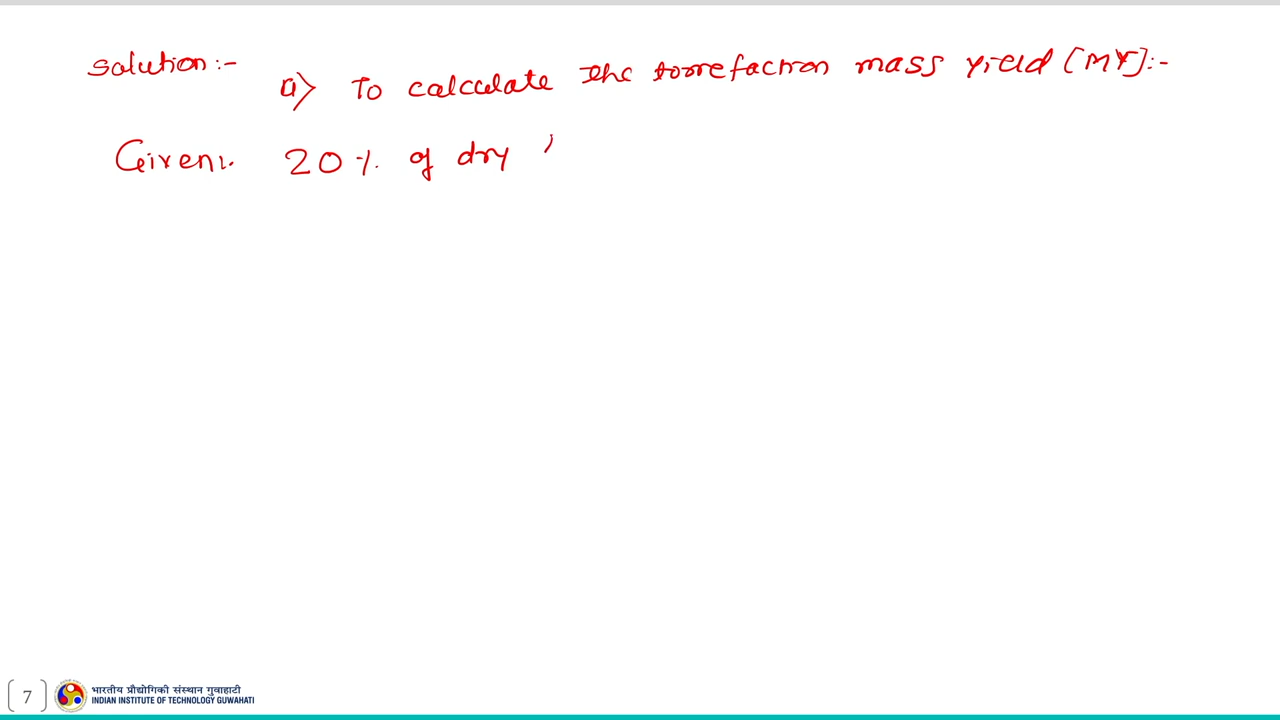 Solution:-
a) To calculate the torrefaction mass yield [MY]:-
Given:. 20% of dry
7
भारतीय प्रौद्योगिकी संस्थान गुवाहाटी
INDIAN INSTITUTE OF TECHNOLOGY GUWAHATI